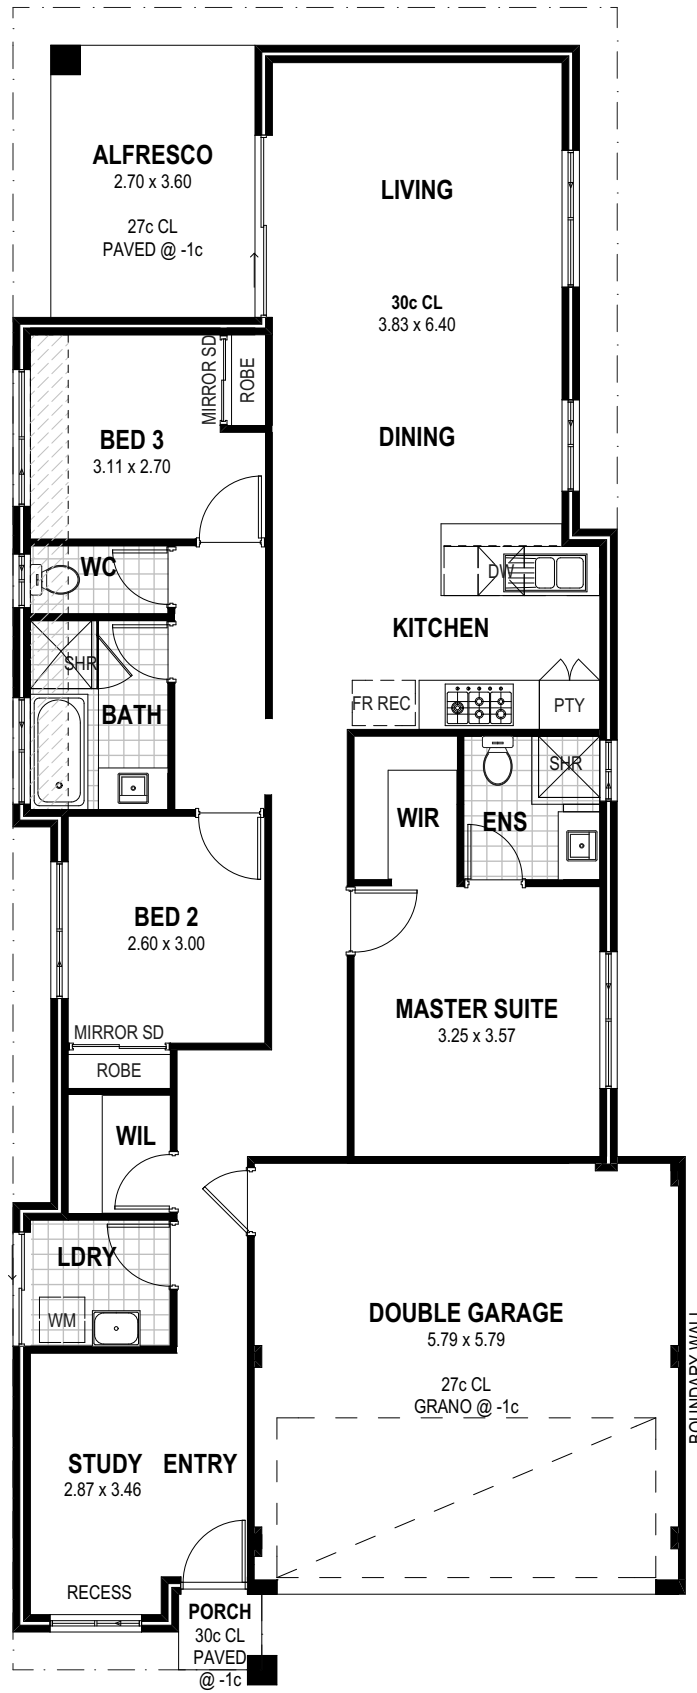 ALFRESCO
2.70 x 3.60
27c CL
PAVED @ -1c
LIVING
30c CL
3.83 x 6.40
DINING
MIRROR SD
ROBE
BED 3
3.11 x 2.70
WC
DW
KITCHEN
SHR
BATH
FR REC
PTY
SHR
WIR
ENS
BED 2
2.60 x 3.00
MIRROR SD
ROBE
MASTER SUITE
3.25 x 3.57
WIL
LDRY
WM
DOUBLE GARAGE
5.79 x 5.79
27c CL
GRANO @ -1c
BOUNDARY WALL
STUDY
2.87 x 3.46
ENTRY
RECESS
PORCH
30c CL
PAVED
@ -1c